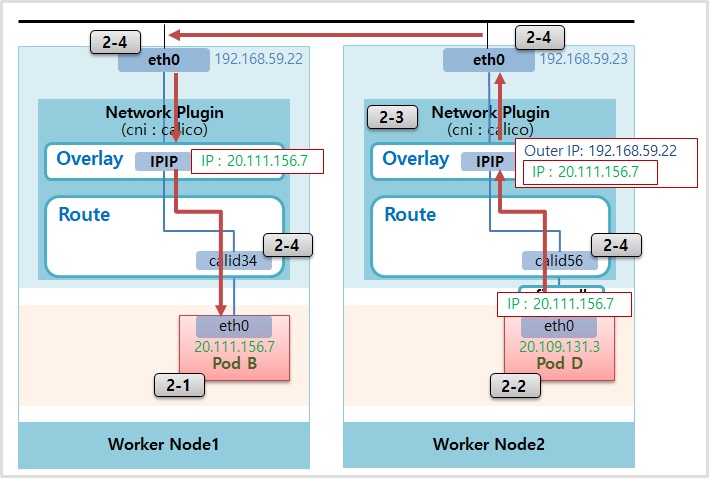 2-4
eth0
192.168.59.22
Network Plugin
(cni : calico)
Overlay
IPIP
IP : 20.111.156.7
Route
2-4
calid34
eth0
20.111.156.7
Pod B
2-1
Worker Node1
2-4
eth0
192.168.59.23
Network Plugin
2-3
(cni : calico)
Overlay
IPIP
Outer IP: 192.168.59.22
IP : 20.111.156.7
Route
2-4
calid56
IP : 20.111.156.7
eth0
20.109.131.3
Pod D
2-2
Worker Node2